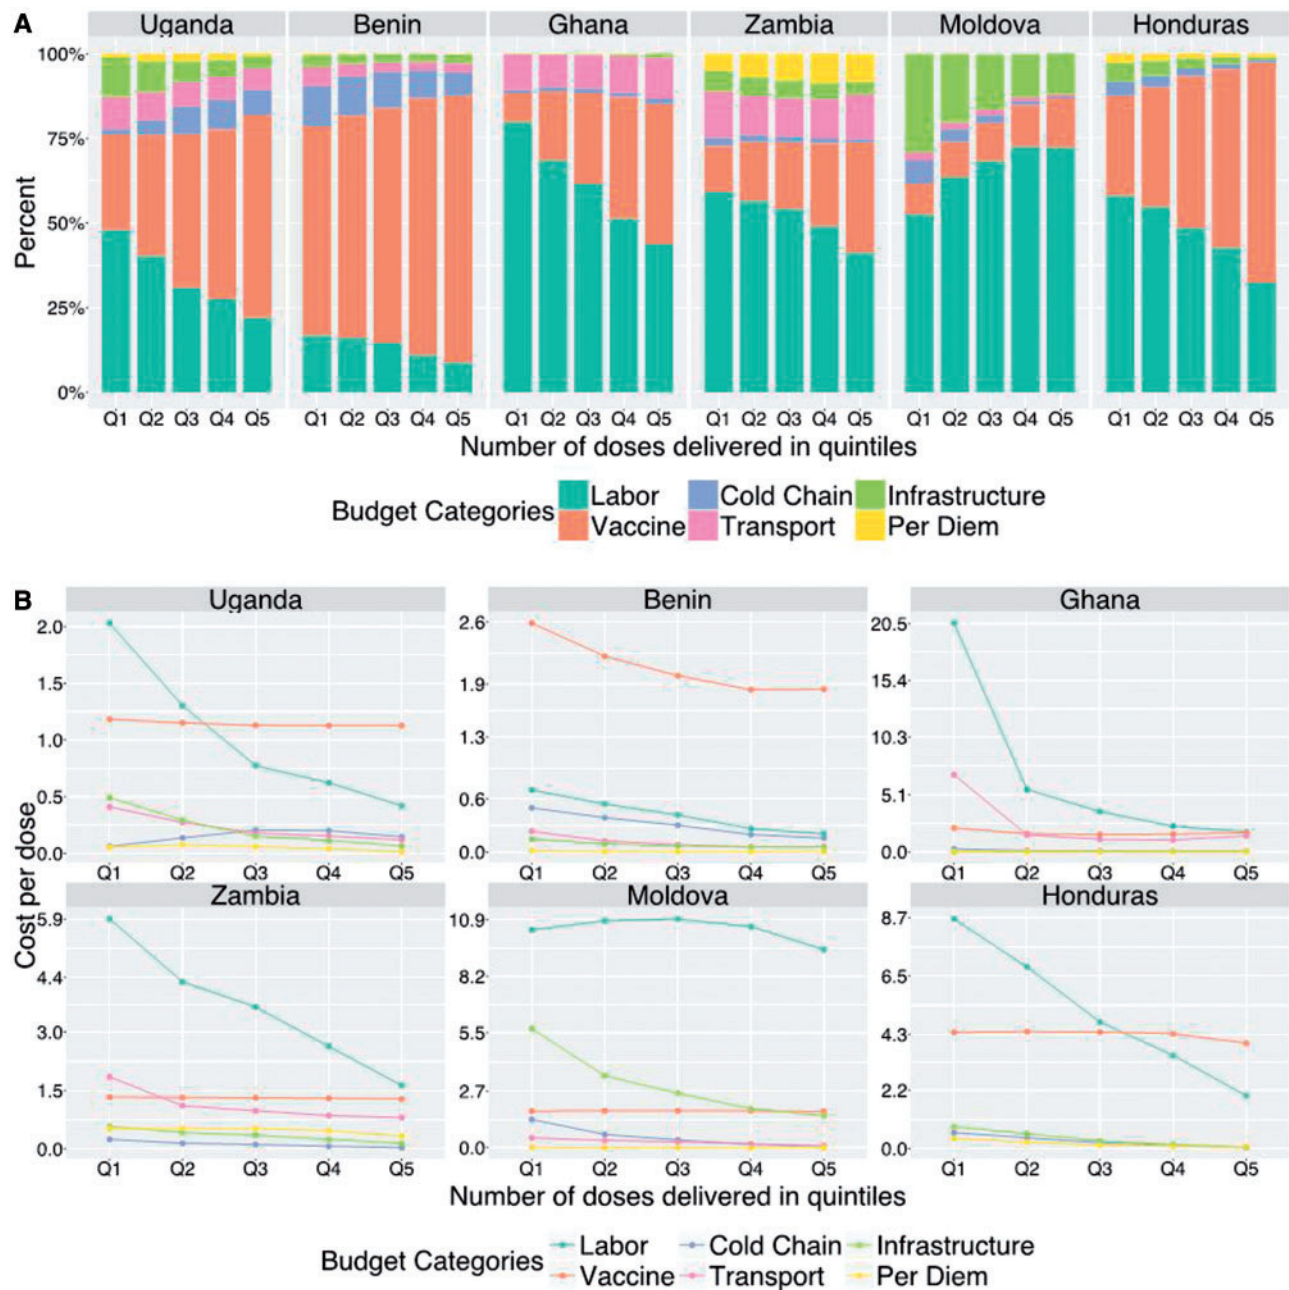 A
Uganda Benin Ghana Zambia Moldova Honduras
100%
75%
50%
25%
0%
Percent
Q1 Q2 Q3 Q4 Q5 Q1 Q2 Q3 Q4 Q5 Q1 Q2 Q3 Q4 Q5 Q1 Q2 Q3 Q4 Q5 Q1 Q2 Q3 Q4 Q5 Q1 Q2 Q3 Q4 Q5
Number of doses delivered in quintiles
Budget Categories
Labor Cold Chain Infrastructure
Vaccine Transport Per Diem
B
Cost per dose
Uganda
2.0
1.5
1.0
0.5
0.0
Q1 Q2 Q3 Q4 Q5
Benin
2.6
1.9
1.3
0.6
0.0
Q1 Q2 Q3 Q4 Q5
Ghana
20.5
15.4
10.3
5.1
0.0
Q1 Q2 Q3 Q4 Q5
Zambia
5.9
4.4
3.0
1.5
0.0
Q1 Q2 Q3 Q4 Q5
Moldova
10.9
8.2
5.5
2.7
0.0
Q1 Q2 Q3 Q4 Q5
Honduras
8.7
6.5
4.3
2.2
0.0
Q1 Q2 Q3 Q4 Q5
Number of doses delivered in quintiles
Budget Categories
Labor Cold Chain Infrastructure
Vaccine Transport Per Diem